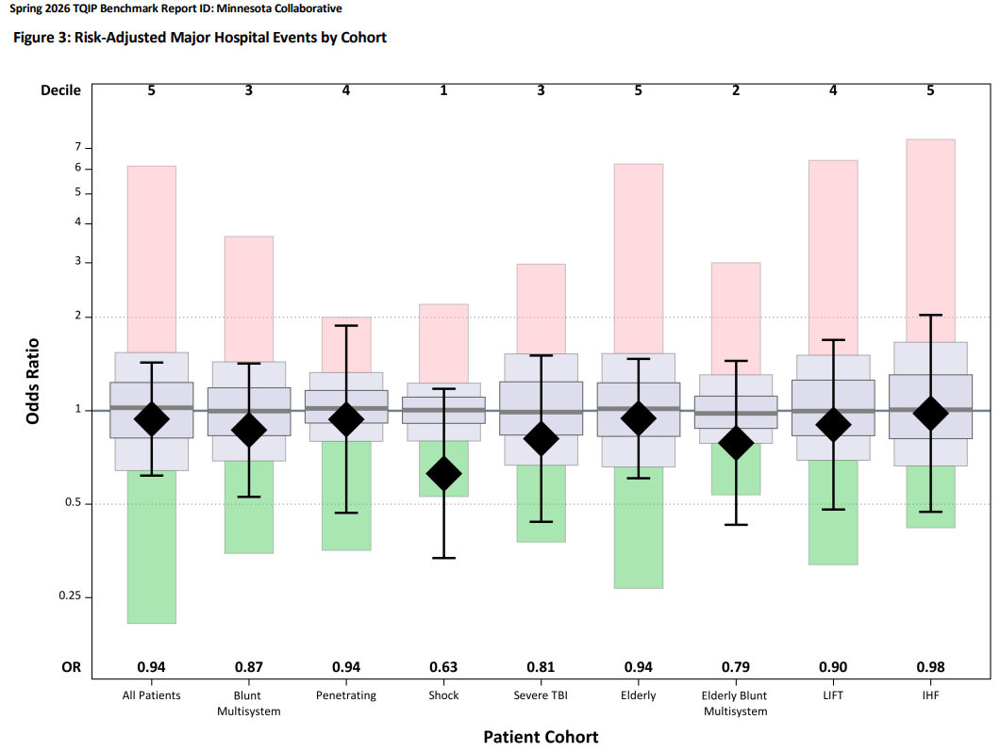 Spring 2026 TQIP Benchmark Report ID: Minnesota Collaborative
Figure 3: Risk-Adjusted Major Hospital Events by Cohort
Decile 5 3 4 1 3 5 2 4 5
7
6
5
4
3
2
1
0.5
0.25
Odds Ratio
OR 0.94 0.87 0.94 0.63 0.81 0.94 0.79 0.90 0.98
All Patients Blunt Penetrating Shock Severe TBI Elderly Elderly Blunt LIFT IHF
Multisystem Multisystem
Patient Cohort